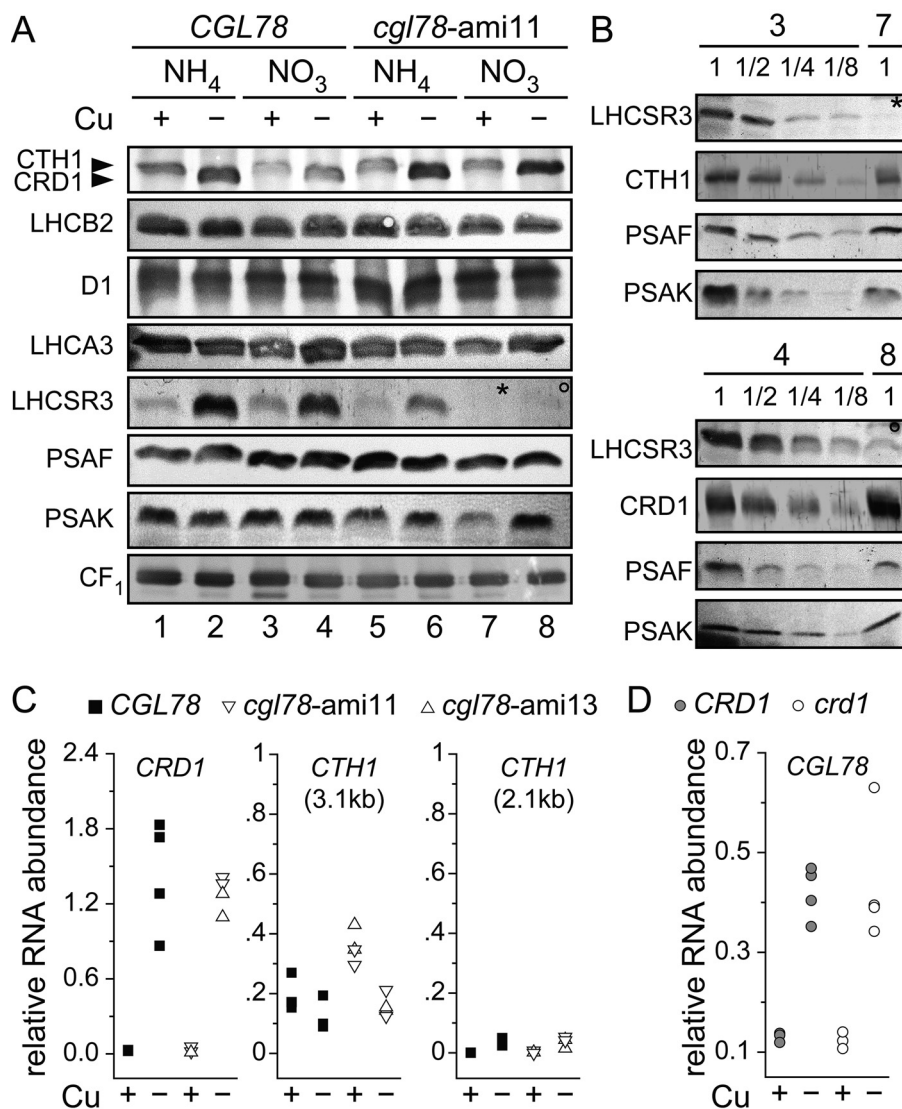 A
CGL78 cgl78-ami11
NH4 NO3 NH4 NO3
Cu + − + − + − + −
CTH1
CRD1
LHCB2
D1
LHCA3
LHCSR3 * °
PSAF
PSAK
CF1
1 2 3 4 5 6 7 8
B
3 7
1 1/2 1/4 1/8 1
LHCSR3 *
CTH1
PSAF
PSAK
4 8
1 1/2 1/4 1/8 1
LHCSR3 °
CRD1
PSAF
PSAK
C
■ CGL78 ▽ cgl78-ami11 △ cgl78-ami13
relative RNA abundance
2.4
1.8
1.2
0.6
0.0
CRD1
1
.8
.6
.4
.2
0
CTH1
(3.1kb)
1
.8
.6
.4
.2
0
CTH1
(2.1kb)
Cu + − + − + − + − + − + −
D
CRD1 crd1
relative RNA abundance
0.7
0.5
0.3
0.1
CGL78
Cu + − + −